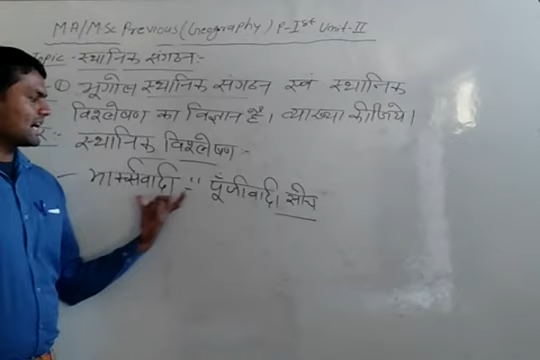 MA/MSc Previous (Geography) P-Ist Unit-II
Topic - स्थानिक संगठन :-
① भूगोल स्थानिक संगठन एवं स्थानिक
विश्लेषण का विज्ञान है। व्याख्या कीजिये।
स्थानिक विश्लेषण :-
- मार्क्सवादी :- "पूँजीवादी सोच